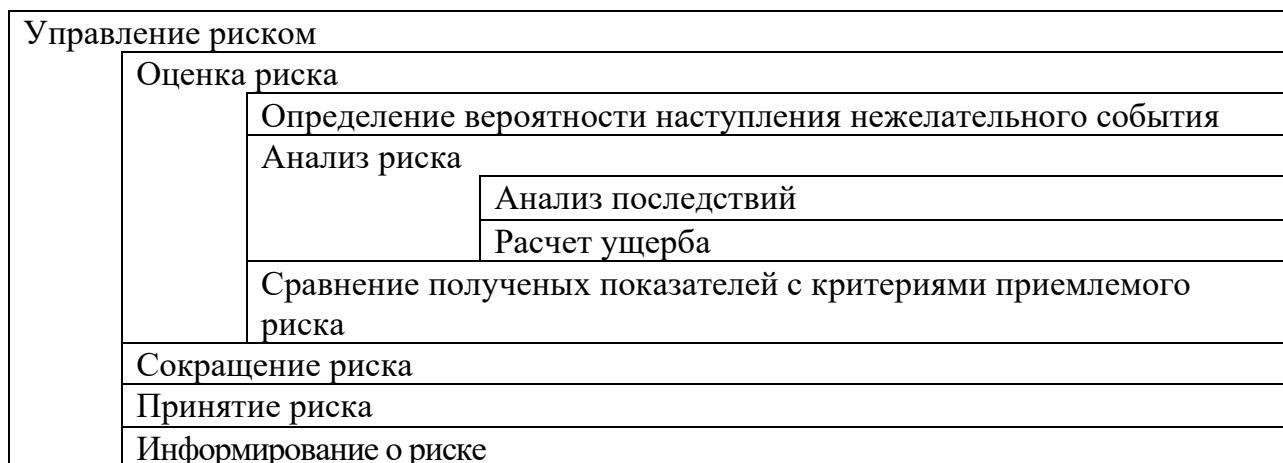 Управление риском
Оценка риска
Определение вероятности наступления нежелательного события
Анализ риска
Анализ последствий
Расчет ущерба
Сравнение полученых показателей с критериями приемлемого
риска
Сокращение риска
Принятие риска
Информирование о риске